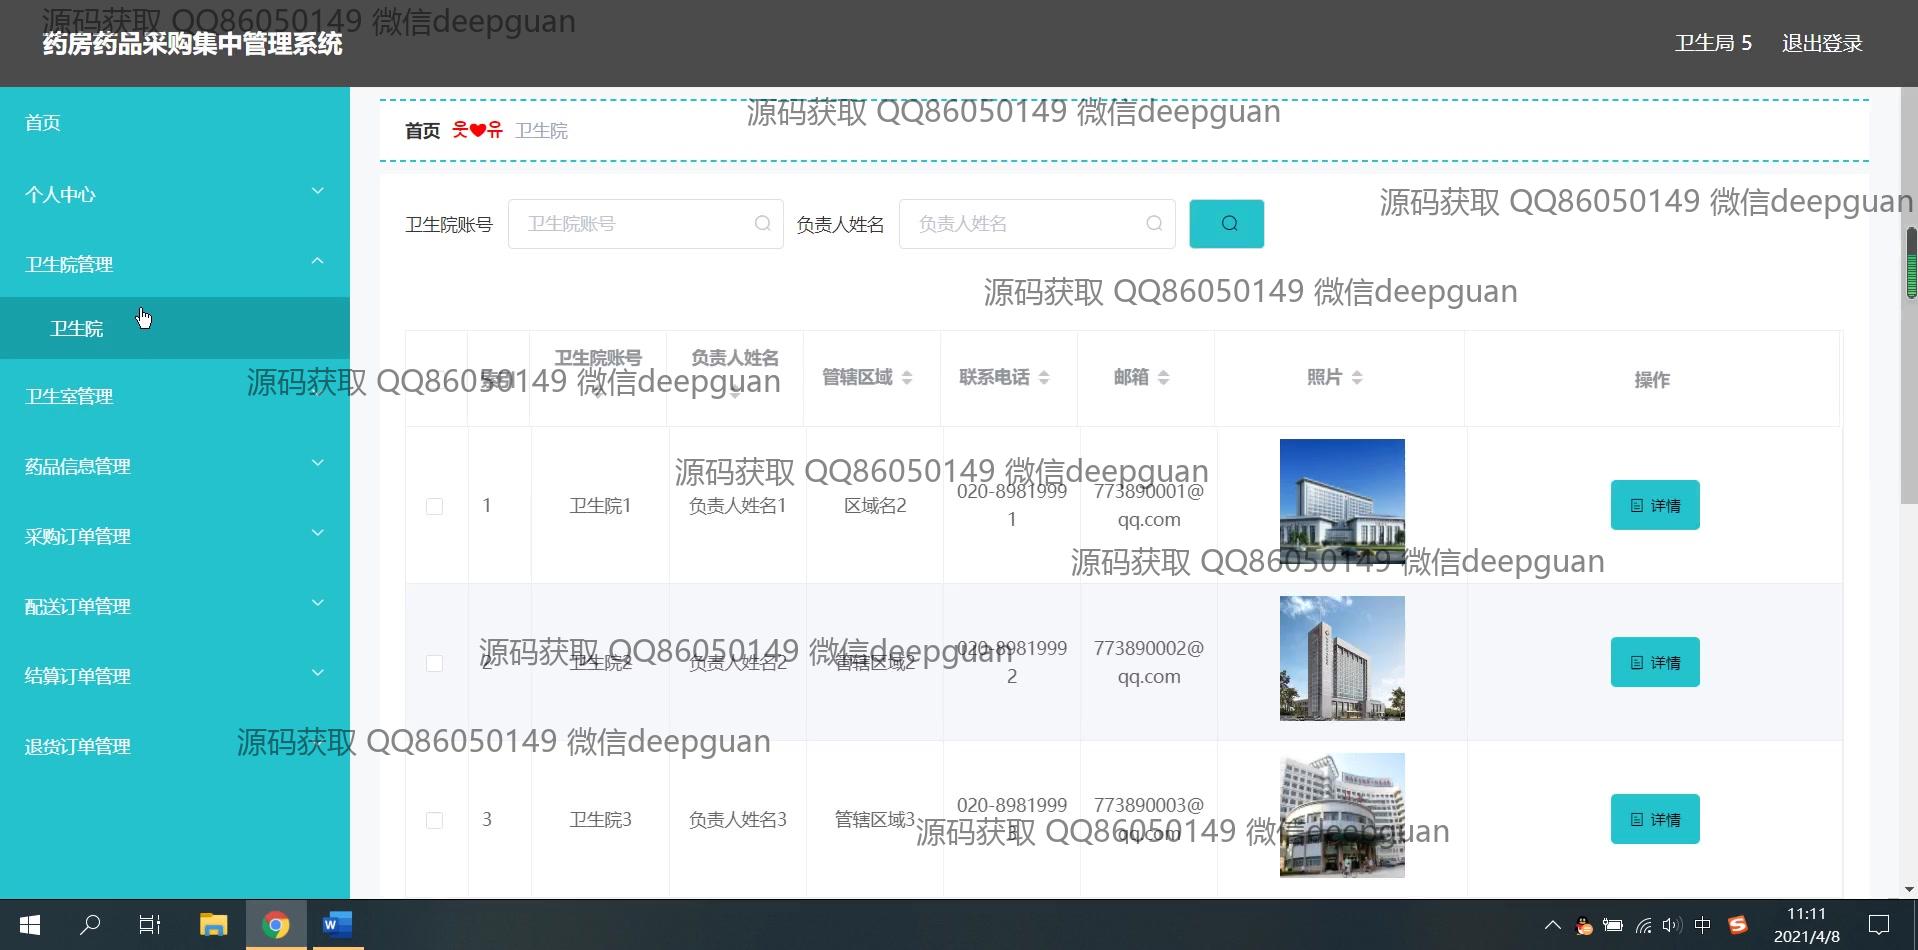 源码获取 QQ86050149 微信deepguan
药房药品采购集中管理系统
卫生局 5 退出登录
首页
个人中心
卫生院管理
卫生院
卫生室管理
药品信息管理
采购订单管理
配送订单管理
结算订单管理
退货订单管理
源码获取 QQ86050149 微信deepguan
首页 웃❤유 卫生院
源码获取 QQ86050149 微信deepguan
卫生院账号 卫生院账号 负责人姓名 负责人姓名
源码获取 QQ86050149 微信deepguan
卫生院账号 负责人姓名 管辖区域 联系电话 邮箱 照片 操作
源码获取 QQ86050149 微信deepguan
源码获取 QQ86050149 微信deepguan
1 卫生院1 负责人姓名1 区域名2 020-89819991 773890001@qq.com 详情
源码获取 QQ86050149 微信deepguan
源码获取 QQ86050149 微信deepguan
2 卫生院2 负责人姓名2 管辖区域2 020-89819992 773890002@qq.com 详情
源码获取 QQ86050149 微信deepguan
3 卫生院3 负责人姓名3 管辖区域3 020-89819993 773890003@qq.com 详情
源码获取 QQ86050149 微信deepguan
中
11:11
2021/4/8